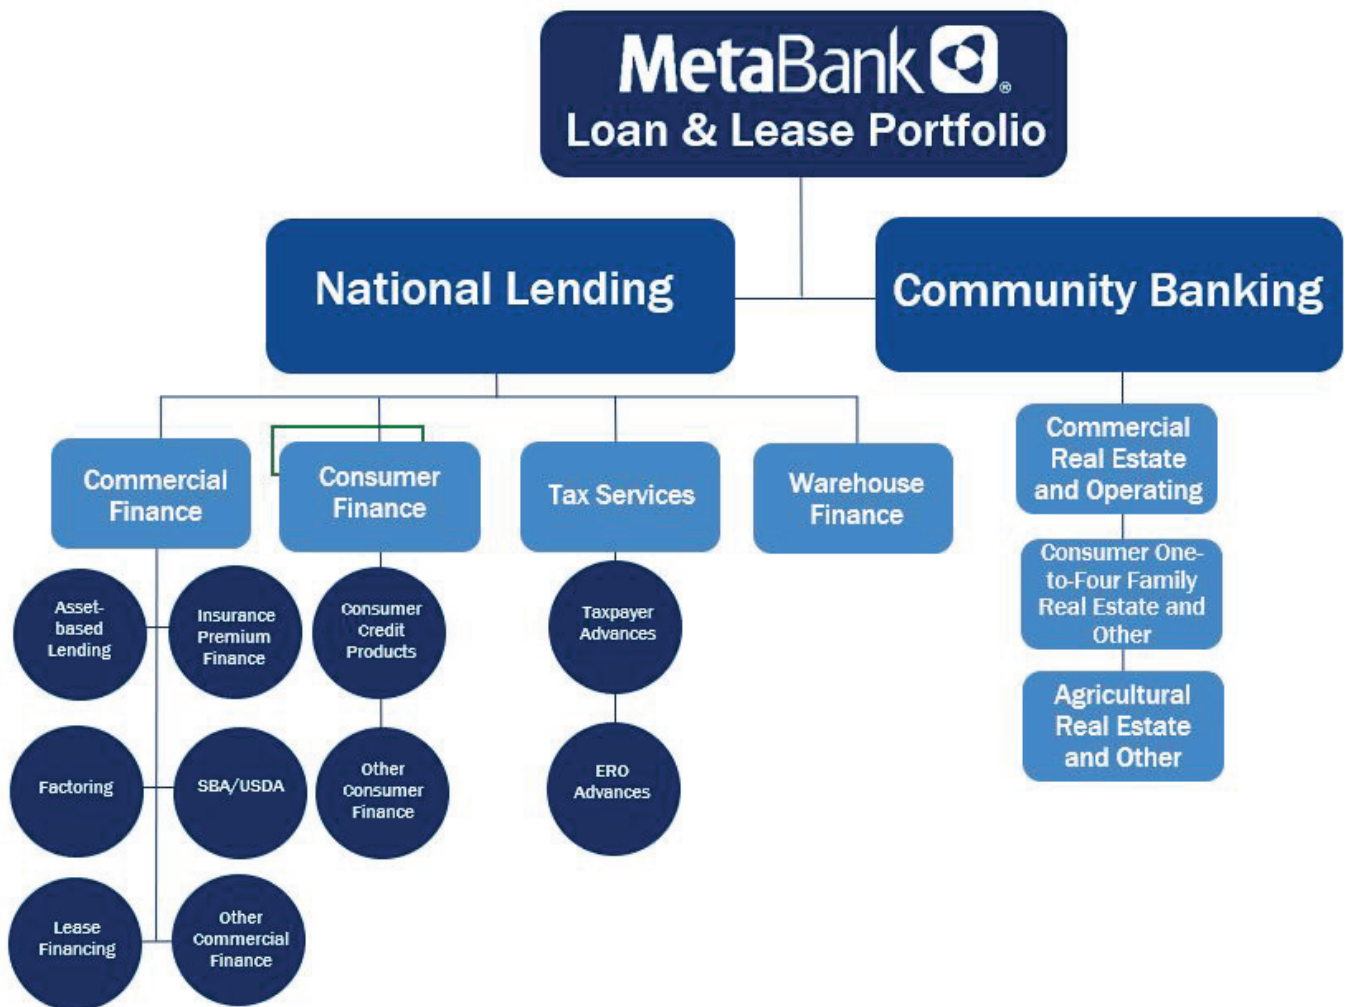 MetaBank®
Loan & Lease Portfolio
National Lending
Community Banking
Commercial
Finance
Consumer
Finance
Tax Services
Warehouse
Finance
Commercial
Real Estate
and Operating
Consumer One-
to-Four Family
Real Estate and
Other
Agricultural
Real Estate
and Other
Asset-
based
Lending
Insurance
Premium
Finance
Factoring
SBA/USDA
Lease
Financing
Other
Commercial
Finance
Consumer
Credit
Products
Other
Consumer
Finance
Taxpayer
Advances
ERO
Advances